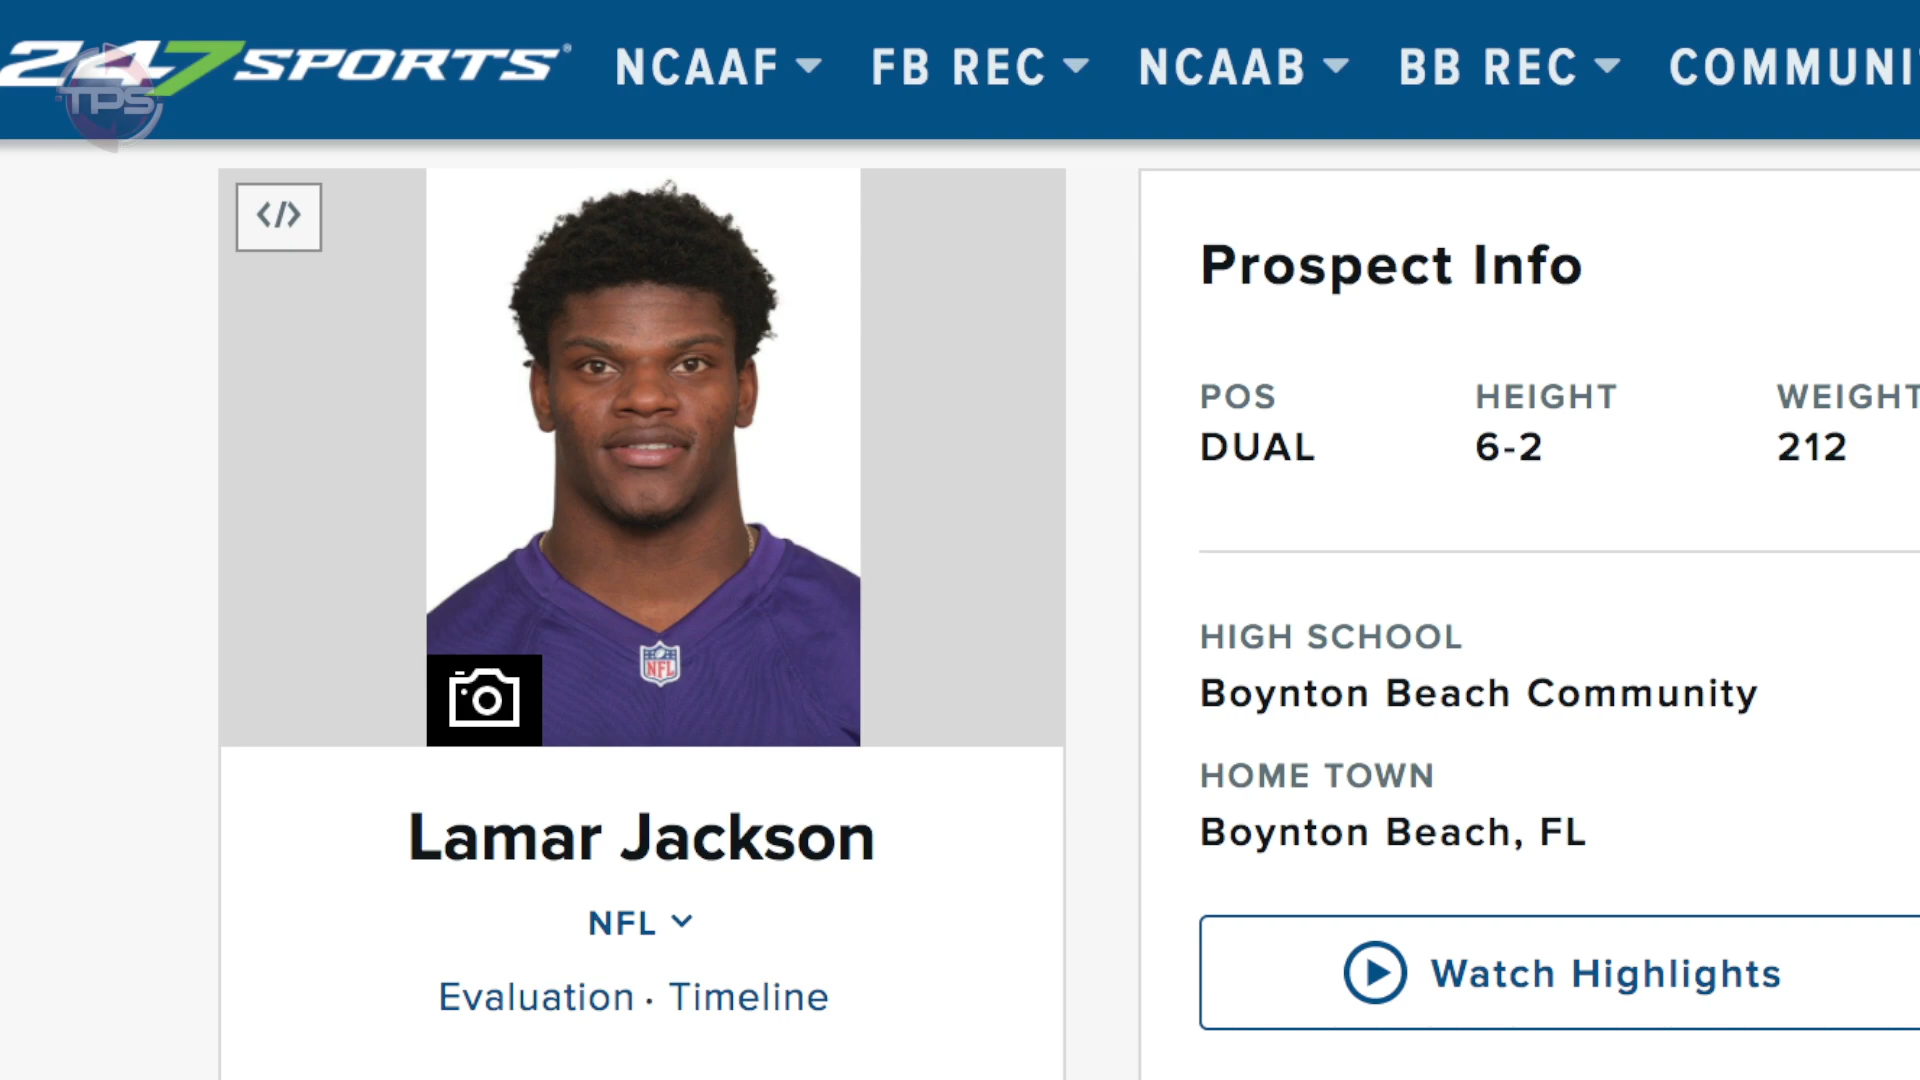 247SPORTS NCAAF FB REC NCAAB BB REC COMMUNI
TPS
</>
Prospect Info
POS HEIGHT WEIGHT
DUAL 6-2 212
NFL
HIGH SCHOOL
Boynton Beach Community
HOME TOWN
Boynton Beach, FL
Lamar Jackson
NFL
Evaluation · Timeline
Watch Highlights